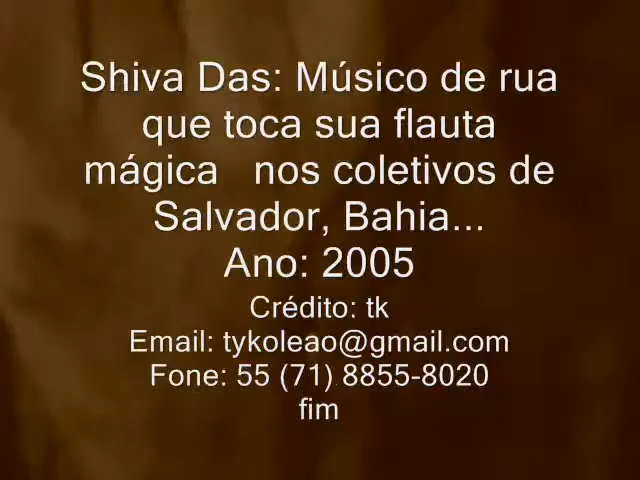 Shiva Das: Músico de rua
que toca sua flauta
mágica   nos coletivos de
Salvador, Bahia...
Ano: 2005
Crédito: tk
Email: tykoleao@gmail.com
Fone: 55 (71) 8855-8020
fim